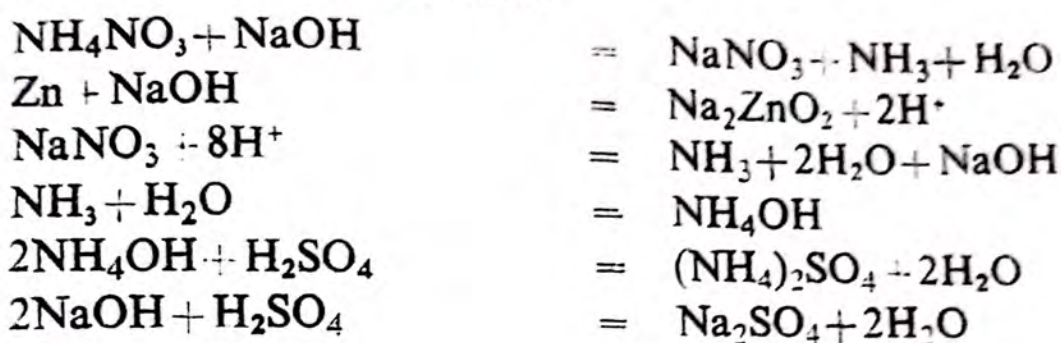 NH₄NO₃+NaOH = NaNO₃+NH₃+H₂O
Zn+NaOH = Na₂ZnO₂+2H⁺
NaNO₃+8H⁺ = NH₃+2H₂O+NaOH
NH₃+H₂O = NH₄OH
2NH₄OH+H₂SO₄ = (NH₄)₂SO₄+2H₂O
2NaOH+H₂SO₄ = Na₂SO₄+2H₂O